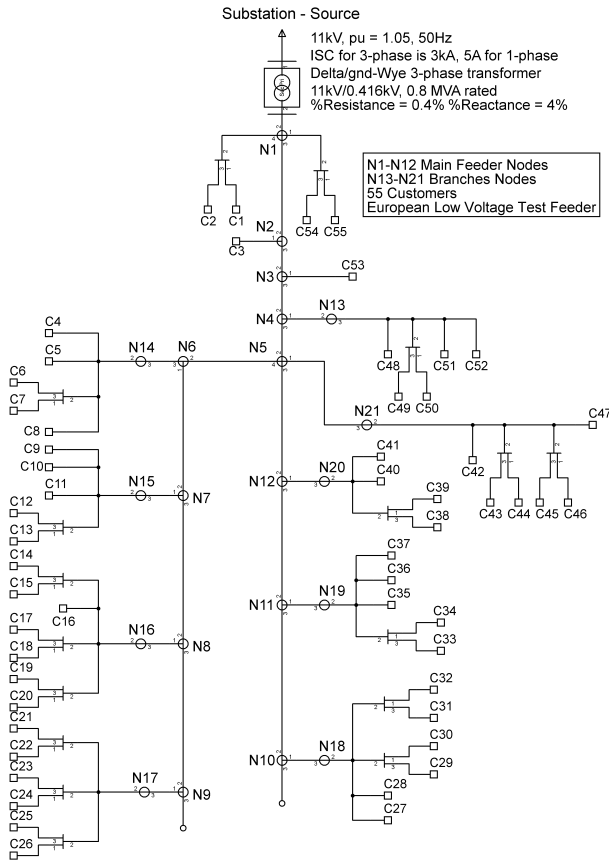 Substation - Source
11kV, pu = 1.05, 50Hz
ISC for 3-phase is 3kA, 5A for 1-phase
Delta/gnd-Wye 3-phase transformer
11kV/0.416kV, 0.8 MVA rated
%Resistance = 0.4% %Reactance = 4%
N1
N1-N12 Main Feeder Nodes
N13-N21 Branches Nodes
55 Customers
European Low Voltage Test Feeder
C2 C1
C54 C55
N2
C3
N3
C53
N4
N13
C48
C51
C52
C49 C50
C4
C5
N14
N6
N5
C6
C7
C8
N21
C47
C42
C43 C44
C45 C46
C9
C10
C11
N15
N7
C12
C13
N12
N20
C41
C40
C39
C38
C14
C15
C16
N11
N19
C37
C36
C35
C34
C33
C17
C18
N16
N8
C19
C20
C32
C31
C21
C22
N10
N18
C30
C29
C28
C27
C23
C24
N17
N9
C25
C26